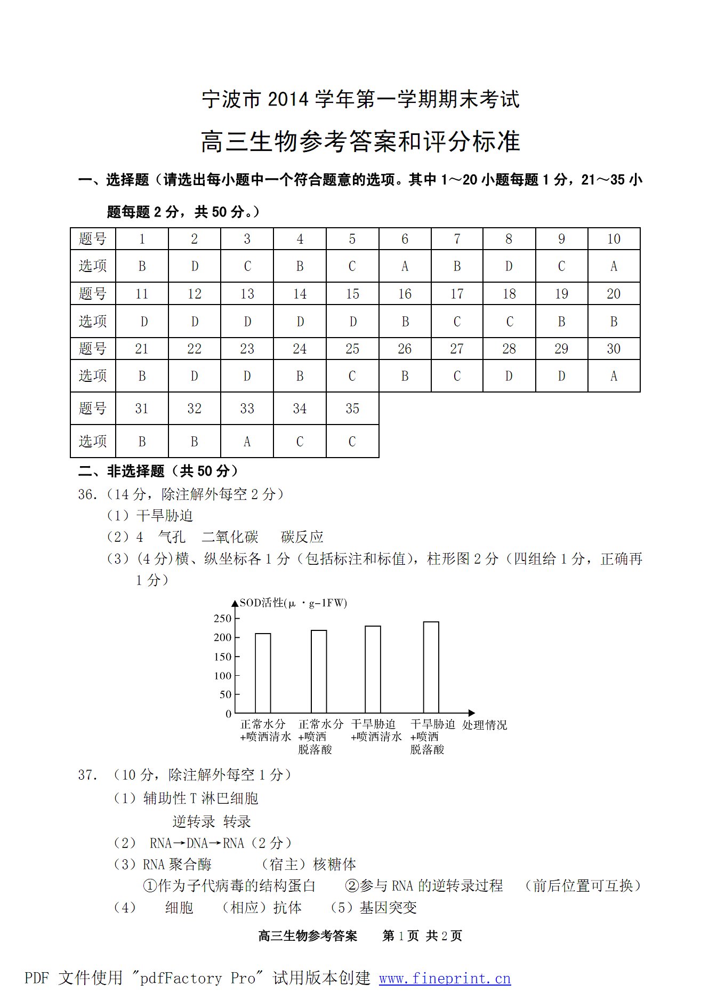 宁波市 2014 学年第一学期期末考试
高三生物参考答案和评分标准
一、选择题（请选出每小题中一个符合题意的选项。其中 1～20 小题每题 1 分，21～35 小
题每题 2 分，共 50 分。）
题号 1 2 3 4 5 6 7 8 9 10
选项 B D C B C A B D C A
题号 11 12 13 14 15 16 17 18 19 20
选项 D D D D D B C C B B
题号 21 22 23 24 25 26 27 28 29 30
选项 B D D B C B C D D A
题号 31 32 33 34 35
选项 B B A C C
二、非选择题（共 50 分）
36.（14 分，除注解外每空 2 分）
（1）干旱胁迫
（2）4 气孔 二氧化碳 碳反应
（3）(4 分)横、纵坐标各 1 分（包括标注和标值），柱形图 2 分（四组给 1 分，正确再
1 分）
SOD活性(μ·g-1FW)
250
200
150
100
50
0
正常水分 正常水分 干旱胁迫 干旱胁迫 处理情况
+喷洒清水 +喷洒 +喷洒清水 +喷洒
脱落酸 脱落酸
37. （10 分，除注解外每空 1 分）
（1）辅助性 T 淋巴细胞
逆转录 转录
（2） RNA→DNA→RNA（2 分）
（3）RNA 聚合酶 （宿主）核糖体
①作为子代病毒的结构蛋白 ②参与 RNA 的逆转录过程 （前后位置可互换）
（4） 细胞 （相应）抗体 （5）基因突变
高三生物参考答案 第 1 页 共 2 页
PDF 文件使用 "pdfFactory Pro" 试用版本创建 www.fineprint.cn